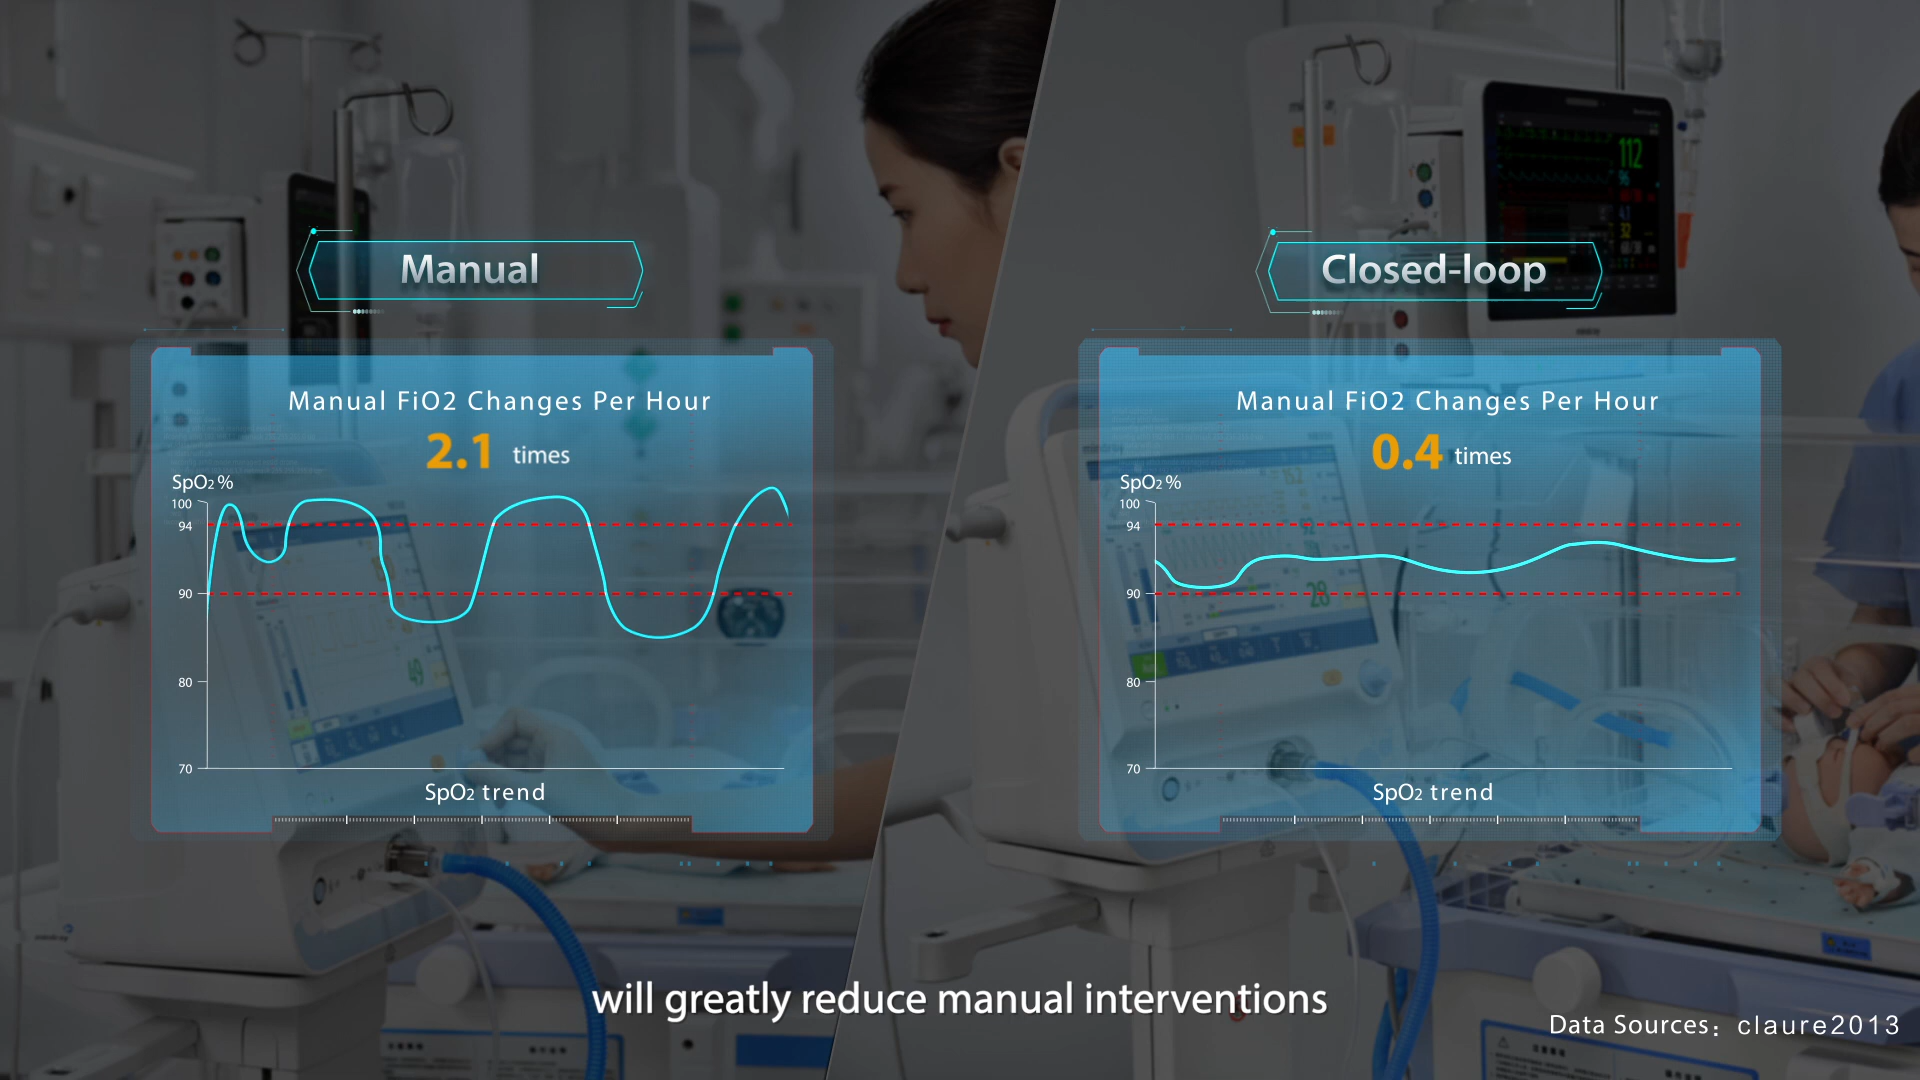 Manual
Manual FiO2 Changes Per Hour
2.1 times
SpO2 %
100
94
90
80
70
SpO2 trend
Closed-loop
112
Manual FiO2 Changes Per Hour
0.4 times
SpO2 %
100
94
90
28
80
70
SpO2 trend
will greatly reduce manual interventions
Data Sources: claure2013